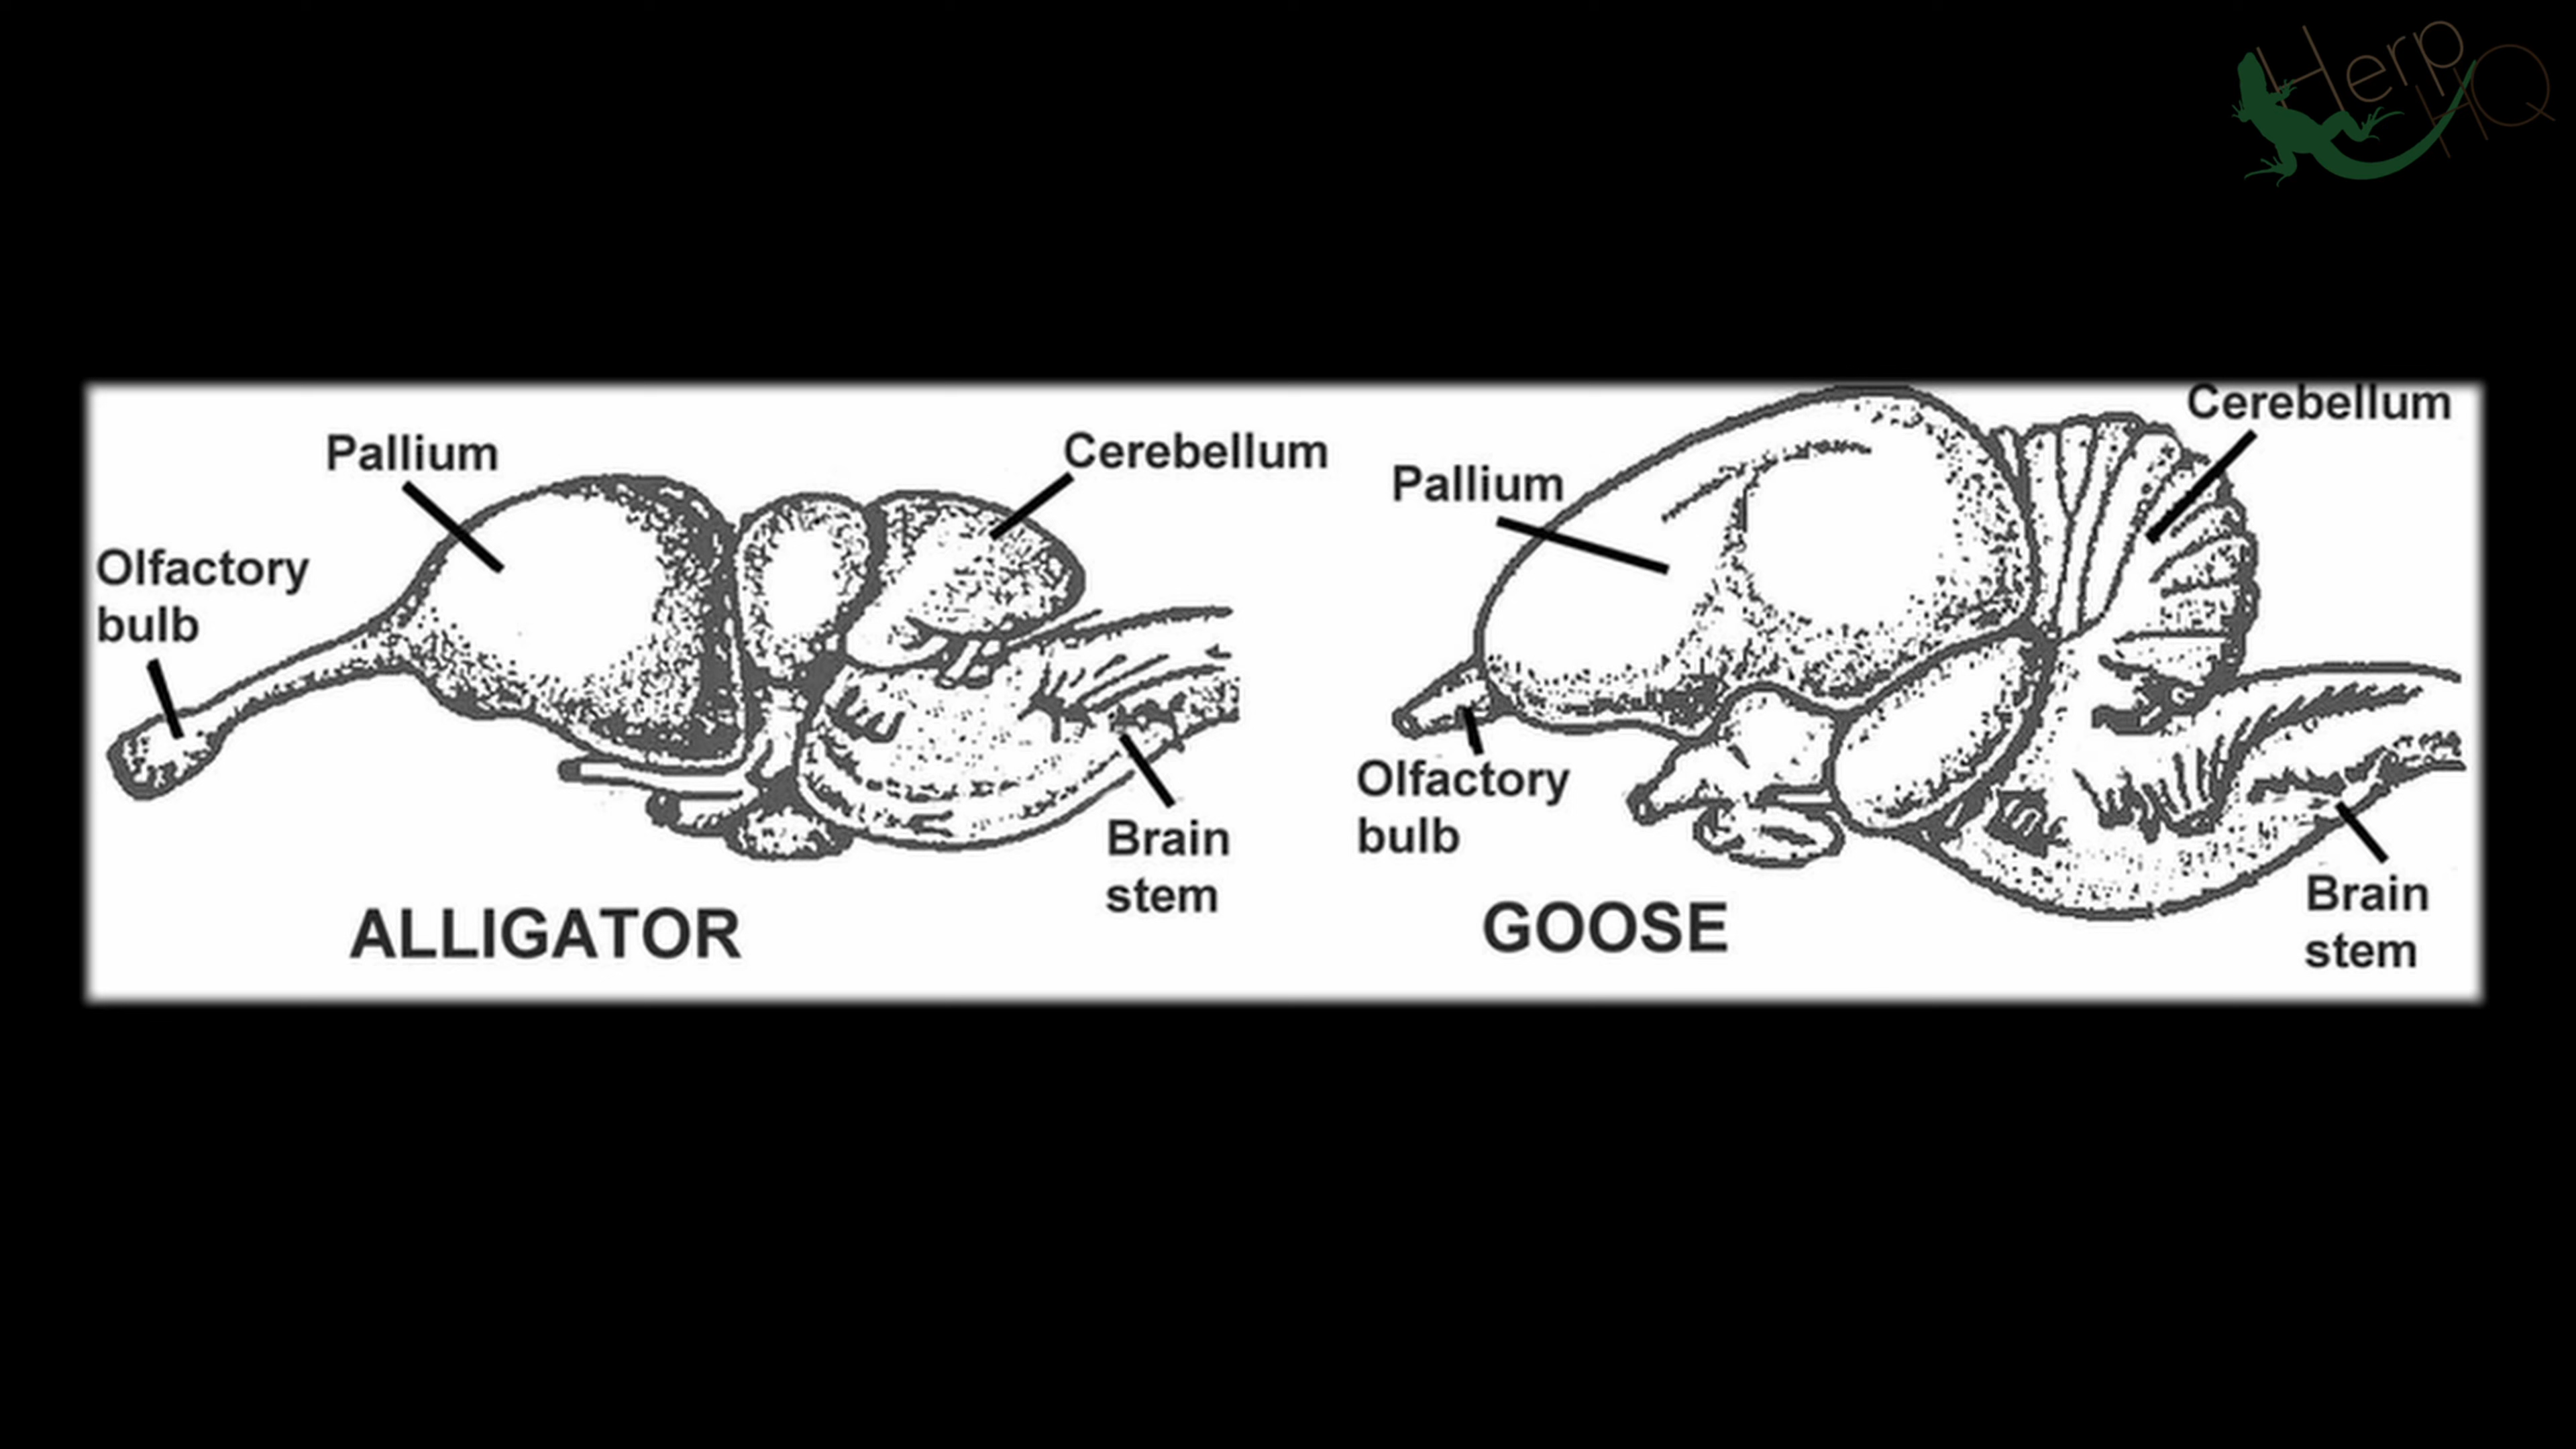 Herp
HQ
Pallium
Cerebellum
Olfactory
bulb
Brain
stem
ALLIGATOR
Cerebellum
Pallium
Olfactory
bulb
Brain
stem
GOOSE